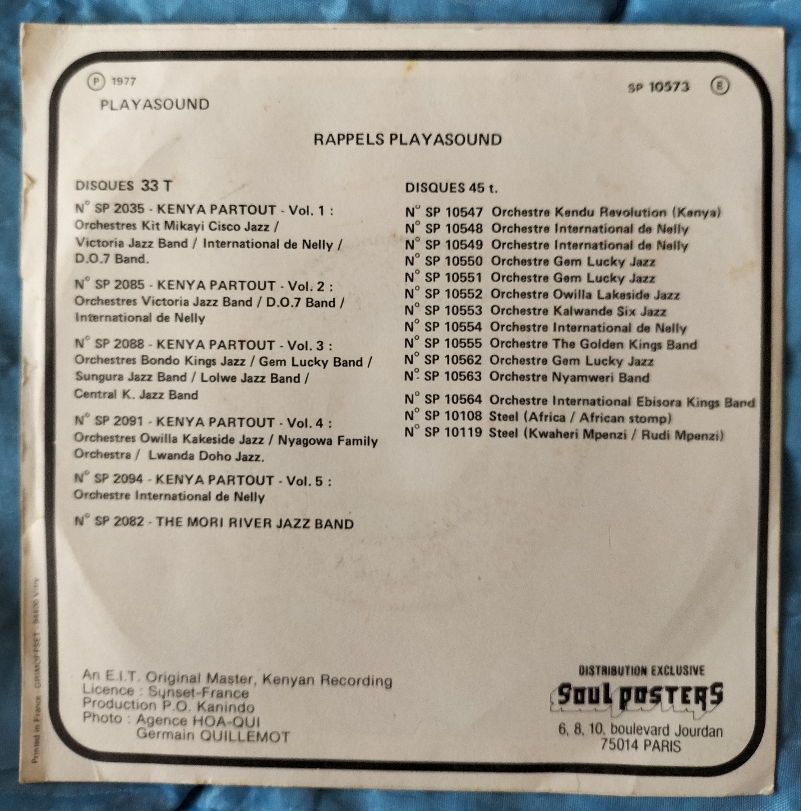 Ⓟ 1977
PLAYASOUND
SP 10573 Ⓔ
RAPPELS PLAYASOUND
DISQUES 33 T
N° SP 2035 - KENYA PARTOUT - Vol. 1 :
Orchestres Kit Mikayi Cisco Jazz /
Victoria Jazz Band / International de Nelly /
D.O.7 Band.
N° SP 2085 - KENYA PARTOUT - Vol. 2 :
Orchestres Victoria Jazz Band / D.O.7 Band /
International de Nelly
N° SP 2088 - KENYA PARTOUT - Vol. 3 :
Orchestres Bondo Kings Jazz / Gem Lucky Band /
Sungura Jazz Band / Lolwe Jazz Band /
Central K. Jazz Band
N° SP 2091 - KENYA PARTOUT - Vol. 4 :
Orchestres Owilla Kakeside Jazz / Nyagowa Family
Orchestra / Lwanda Doho Jazz.
N° SP 2094 - KENYA PARTOUT - Vol. 5 :
Orchestre International de Nelly
N° SP 2082 - THE MORI RIVER JAZZ BAND
DISQUES 45 t.
N° SP 10547 Orchestre Kendu Revolution (Kenya)
N° SP 10548 Orchestre International de Nelly
N° SP 10549 Orchestre International de Nelly
N° SP 10550 Orchestre Gem Lucky Jazz
N° SP 10551 Orchestre Gem Lucky Jazz
N° SP 10552 Orchestre Owilla Lakeside Jazz
N° SP 10553 Orchestre Kalwande Six Jazz
N° SP 10554 Orchestre International de Nelly
N° SP 10555 Orchestre The Golden Kings Band
N° SP 10562 Orchestre Gem Lucky Jazz
N° SP 10563 Orchestre Nyamweri Band
N° SP 10564 Orchestre International Ebisora Kings Band
N° SP 10108 Steel (Africa / African stomp)
N° SP 10119 Steel (Kwaheri Mpenzi / Rudi Mpenzi)
An E.I.T. Original Master, Kenyan Recording
Licence : Sunset-France
Production P.O. Kanindo
Photo : Agence HOA-QUI
Germain QUILLEMOT
DISTRIBUTION EXCLUSIVE
SOUL POSTERS
6, 8, 10, boulevard Jourdan
75014 PARIS
Printed in France GRIMOFFSET - 94400 Vitry